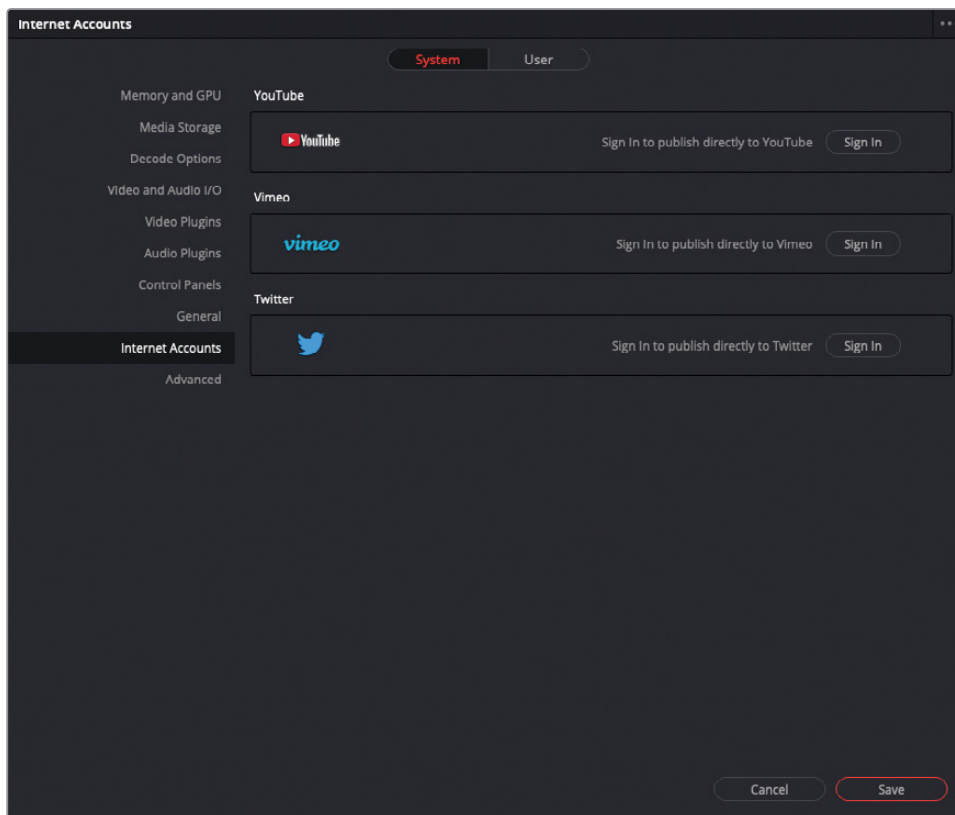 Internet Accounts
System User
Memory and GPU
Media Storage
Decode Options
Video and Audio I/O
Video Plugins
Audio Plugins
Control Panels
General
Internet Accounts
Advanced
YouTube
YouTube Sign In to publish directly to YouTube Sign In
Vimeo
vimeo Sign In to publish directly to Vimeo Sign In
Twitter
Sign In to publish directly to Twitter Sign In
Cancel Save